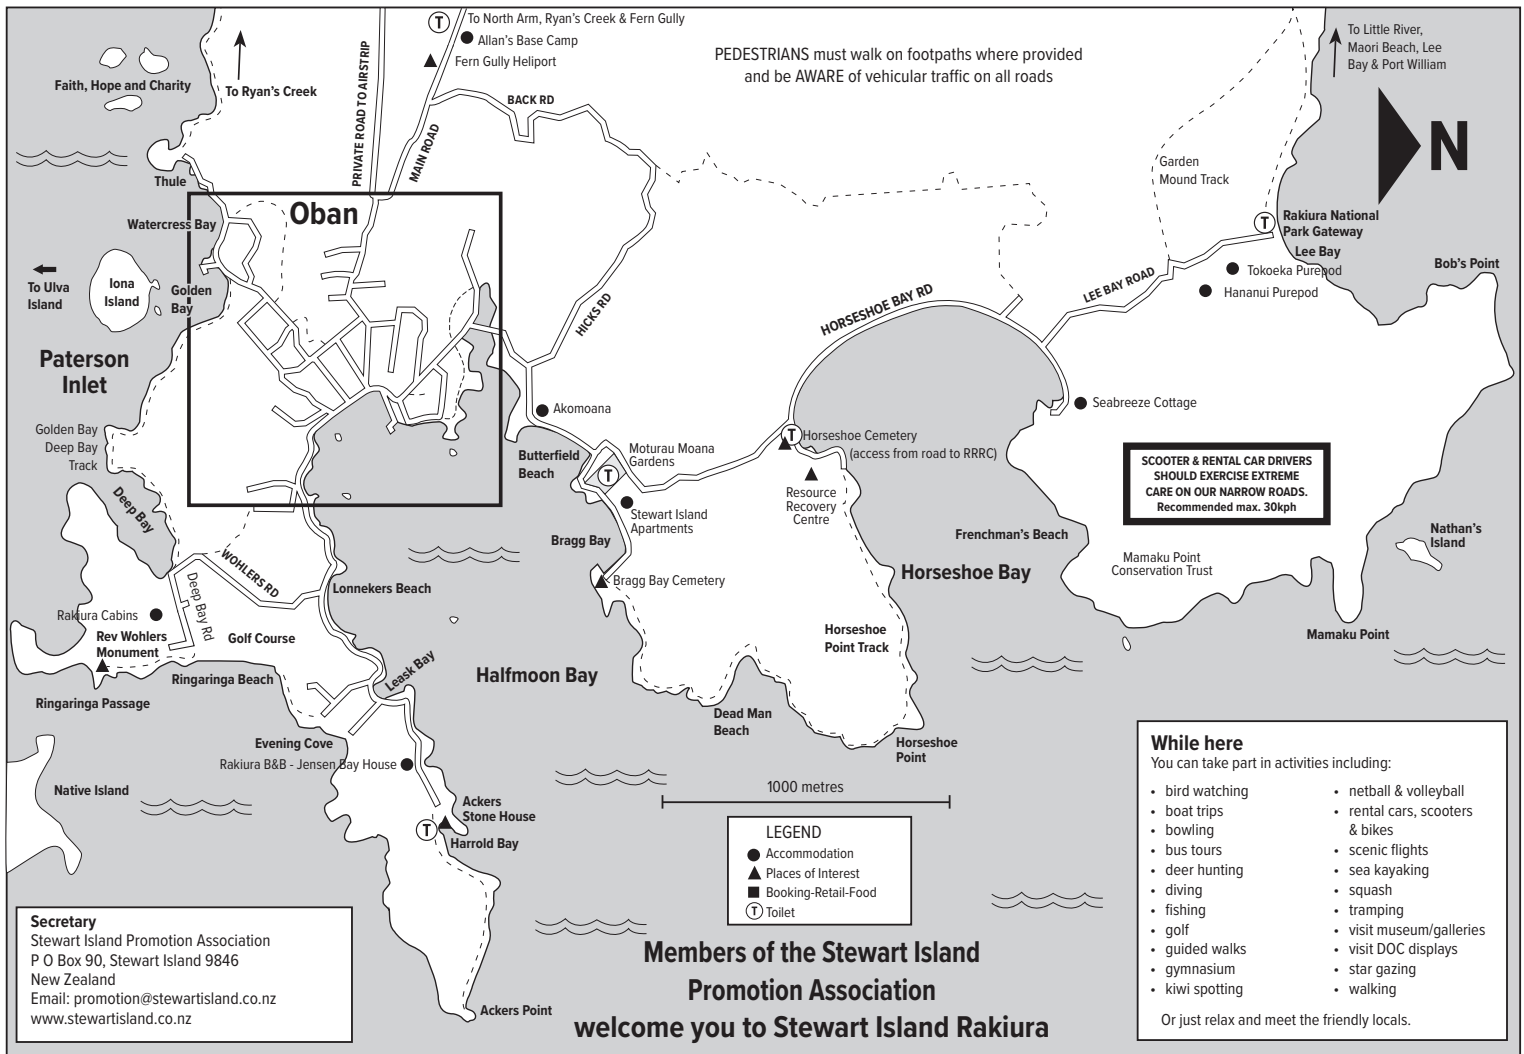 To North Arm, Ryan's Creek & Fern Gully
T
Allan's Base Camp
Fern Gully Heliport
PEDESTRIANS must walk on footpaths where provided
and be AWARE of vehicular traffic on all roads
To Little River,
Maori Beach, Lee
Bay & Port William
N
Faith, Hope and Charity
To Ryan's Creek
PRIVATE ROAD TO AIRSTRIP
MAIN ROAD
BACK RD
Thule
Garden
Mound Track
Oban
Watercress Bay
T
Rakiura National
Park Gateway
Lee Bay
Tokoeka Purepod
Hananui Purepod
Bob's Point
To Ulva
Island
Iona
Island
Golden
Bay
HICKS RD
HORSESHOE BAY RD
LEE BAY ROAD
Paterson
Inlet
Golden Bay
Deep Bay
Track
Deep Bay
Akomoana
Seabreeze Cottage
T
Horseshoe Cemetery
(access from road to RRRC)
Butterfield
Beach
Moturau Moana
Gardens
T
Resource
Recovery
Centre
Stewart Island
Apartments
Bragg Bay
Bragg Bay Cemetery
SCOOTER & RENTAL CAR DRIVERS
SHOULD EXERCISE EXTREME
CARE ON OUR NARROW ROADS.
Recommended max. 30kph
Frenchman's Beach
Mamaku Point
Conservation Trust
Nathan's
Island
Horseshoe Bay
WOHLERS RD
Deep Bay Rd
Lonnekers Beach
Rakiura Cabins
Rev Wohlers
Monument
Golf Course
Horseshoe
Point Track
Mamaku Point
Ringaringa Beach
Ringaringa Passage
Leask Bay
Halfmoon Bay
Dead Man
Beach
Horseshoe
Point
Evening Cove
Rakiura B&B - Jensen Bay House
Native Island
Ackers
Stone House
T
Harrold Bay
1000 metres
LEGEND
Accommodation
Places of Interest
Booking-Retail-Food
T Toilet
Ackers Point
Secretary
Stewart Island Promotion Association
P O Box 90, Stewart Island 9846
New Zealand
Email: promotion@stewartisland.co.nz
www.stewartisland.co.nz
Members of the Stewart Island
Promotion Association
welcome you to Stewart Island Rakiura
While here
You can take part in activities including:
• bird watching
• boat trips
• bowling
• bus tours
• deer hunting
• diving
• fishing
• golf
• guided walks
• gymnasium
• kiwi spotting
• netball & volleyball
• rental cars, scooters
& bikes
• scenic flights
• sea kayaking
• squash
• tramping
• visit museum/galleries
• visit DOC displays
• star gazing
• walking
Or just relax and meet the friendly locals.